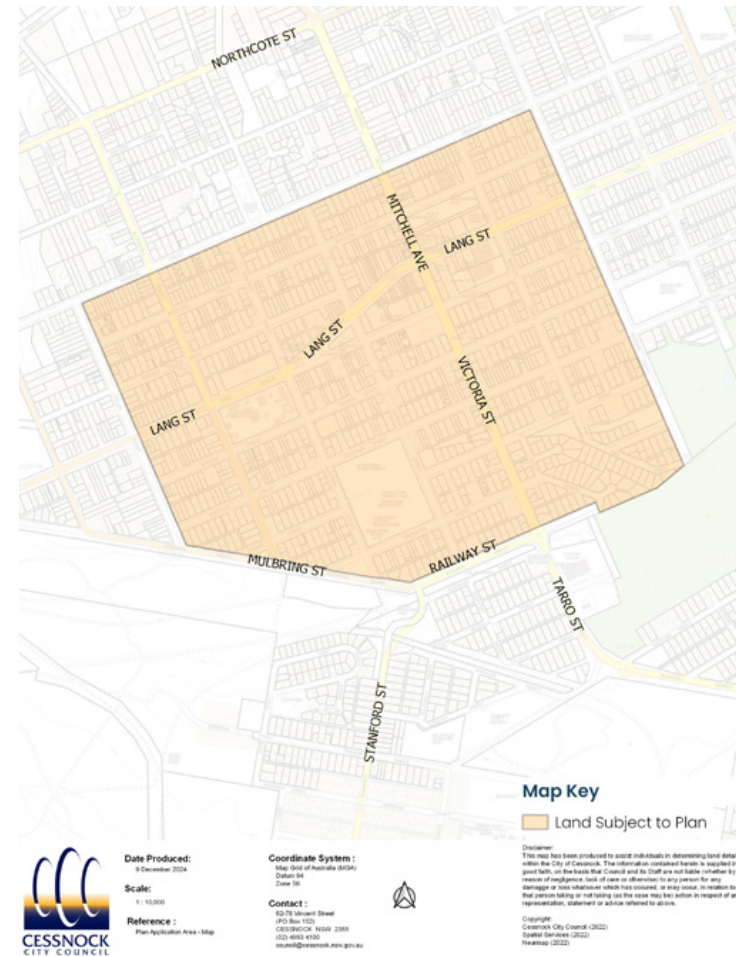 NORTHCOTE ST
MITCHELL AVE
LANG ST
LANG ST
VICTORIA ST
LANG ST
MULBRING ST
RAILWAY ST
TARRO ST
STANFORD ST
Map Key
Land Subject to Plan
CESSNOCK
CITY COUNCIL
Date Produced:
9 December 2024
Scale:
1 : 10,000
Reference :
Plan Application Area - Map
Coordinate System :
Map Grid of Australia (MGA)
Datum 94
Zone 56
Contact :
62-78 Vincent Street
(PO Box 152)
CESSNOCK NSW 2325
(02) 4993 4100
council@cessnock.nsw.gov.au
Disclaimer:
This map has been produced to assist individuals in determining land detail
within the City of Cessnock. The information contained herein is supplied in
good faith, on the basis that Council and its Staff are not liable (whether by
reason of negligence, lack of care or otherwise) to any person for any
damagge or loss whatsoever which has occurred, or may occur, in relation to
that person taking or not taking (as the case may be) action in respect of any
representation, statement or advice referred to above.
Copyright:
Cessnock City Council (2022)
Spatial Services (2022)
Nearmap (2022)